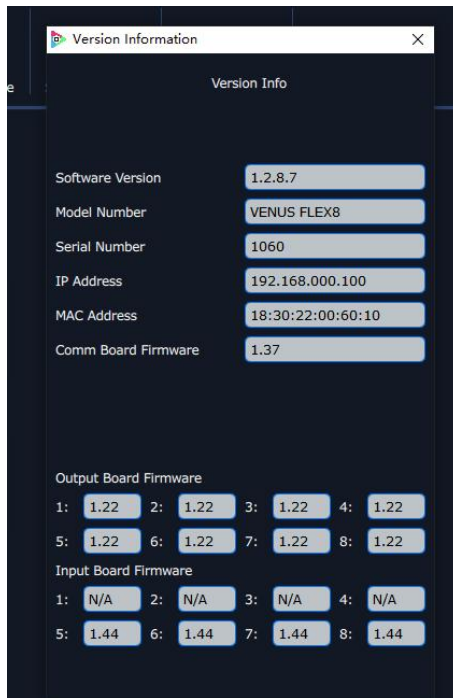 Version Information
e
Version Info
Software Version 1.2.8.7
Model Number VENUS FLEX8
Serial Number 1060
IP Address 192.168.000.100
MAC Address 18:30:22:00:60:10
Comm Board Firmware 1.37
Output Board Firmware
1: 1.22 2: 1.22 3: 1.22 4: 1.22
5: 1.22 6: 1.22 7: 1.22 8: 1.22
Input Board Firmware
1: N/A 2: N/A 3: N/A 4: N/A
5: 1.44 6: 1.44 7: 1.44 8: 1.44